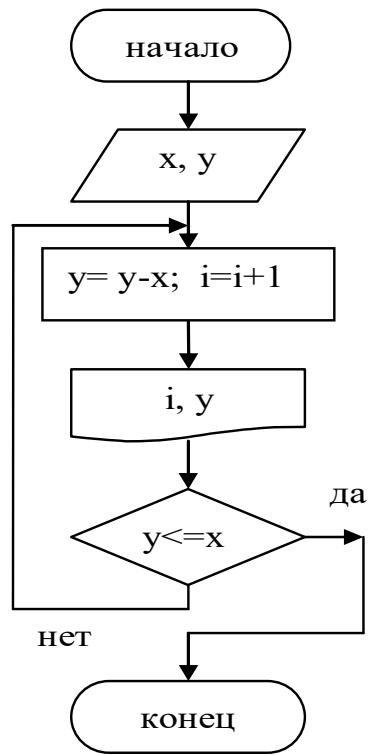 начало
x, y
y= y-x;  i=i+1
i, y
y<=x
да
нет
конец